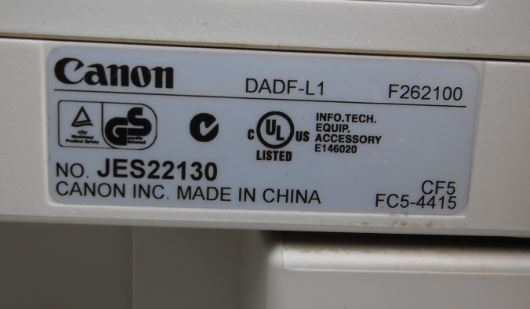 Canon DADF-L1 F262100
GS
C UL US LISTED
INFO.TECH.
EQUIP.
ACCESSORY
E146020
NO. JES22130
CANON INC. MADE IN CHINA
CF5
FC5-4415